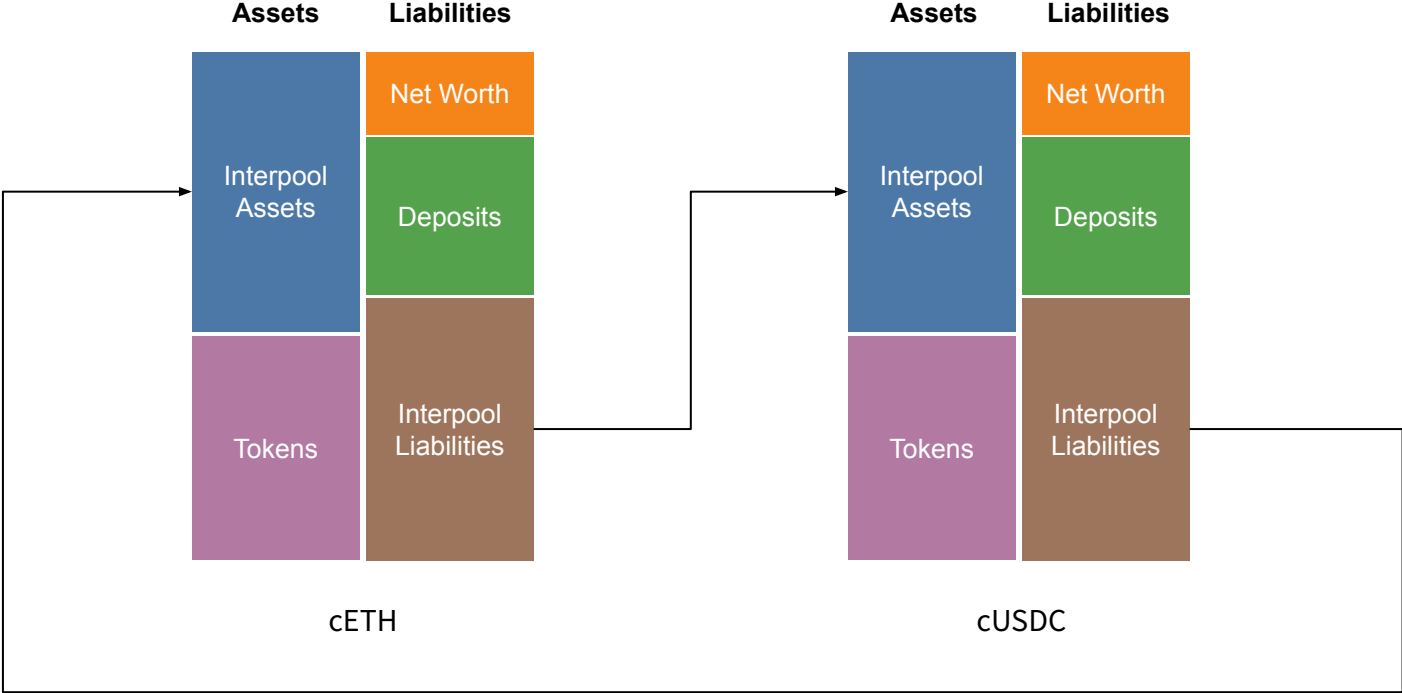 Assets
Liabilities
Interpool
Assets
Tokens
Net Worth
Deposits
Interpool
Liabilities
cETH
Assets
Liabilities
Interpool
Assets
Tokens
Net Worth
Deposits
Interpool
Liabilities
cUSDC